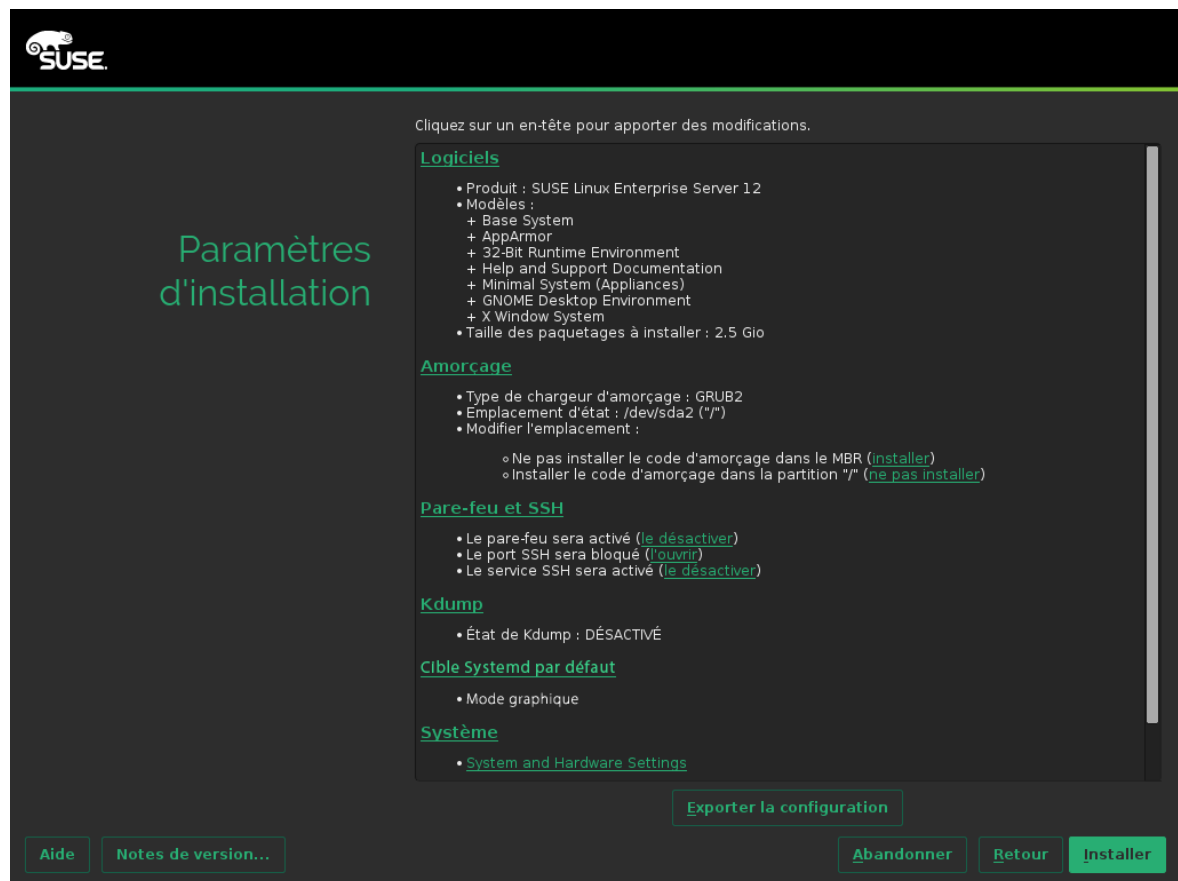 SUSE.
Cliquez sur un en-tête pour apporter des modifications.
Paramètres
d'installation
Logiciels
• Produit : SUSE Linux Enterprise Server 12
• Modèles :
+ Base System
+ AppArmor
+ 32-Bit Runtime Environment
+ Help and Support Documentation
+ Minimal System (Appliances)
+ GNOME Desktop Environment
+ X Window System
• Taille des paquetages à installer : 2.5 Gio
Amorçage
• Type de chargeur d'amorçage : GRUB2
• Emplacement d'état : /dev/sda2 ("/")
• Modifier l'emplacement :
∘ Ne pas installer le code d'amorçage dans le MBR (installer)
∘ Installer le code d'amorçage dans la partition "/" (ne pas installer)
Pare-feu et SSH
• Le pare-feu sera activé (le désactiver)
• Le port SSH sera bloqué (l'ouvrir)
• Le service SSH sera activé (le désactiver)
Kdump
• État de Kdump : DÉSACTIVÉ
Cible Systemd par défaut
• Mode graphique
Système
• System and Hardware Settings
Exporter la configuration
Aide
Notes de version...
Abandonner
Retour
Installer